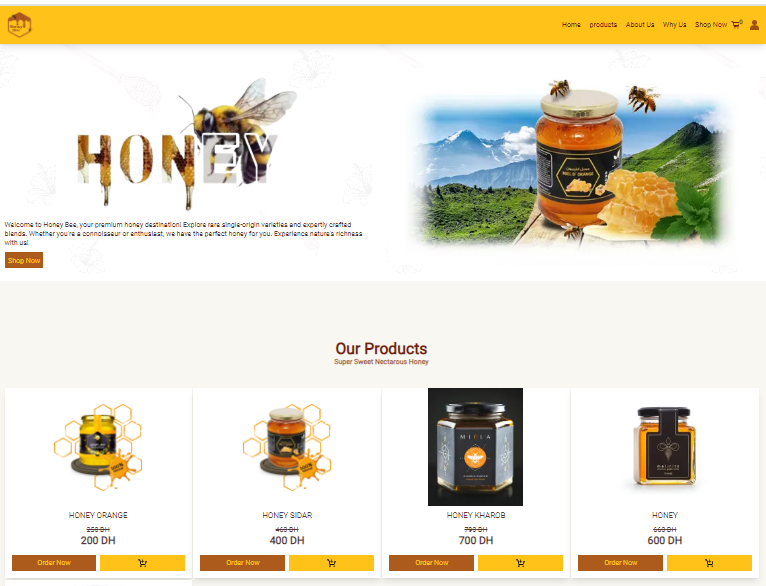 Home products About Us Why Us Shop Now 0
HONEY
Welcome to Honey Bee, your premium honey destination! Explore rare single-origin varieties and expertly crafted
blends. Whether you're a connoisseur or enthusiast, we have the perfect honey for you. Experience nature's richness
with us!
Shop Now
Our Products
Super Sweet Nectarous Honey
HONEY ORANGE
250 DH
200 DH
Order Now
HONEY SIDAR
460 DH
400 DH
Order Now
MIELA
HONEY KHAROB
790 DH
700 DH
Order Now
HONEY
660 DH
600 DH
Order Now